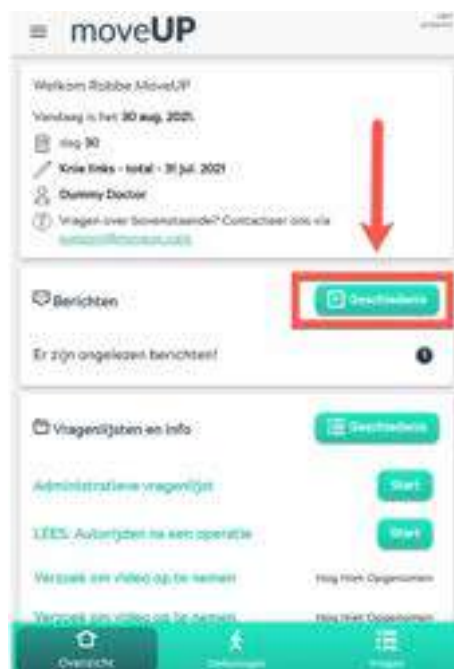 moveUP
Welkom Robbe MoveUP
Vandaag is het 30 aug. 2021.
dag 30
Knie links - total - 31 jul. 2021
Dummy Doctor
Vragen over bovenstaande? Contacteer ons via
Berichten
Geschiedenis
Er zijn ongelezen berichten!
1
Vragenlijsten en info
Geschiedenis
Administratieve vragenlijst
Start
LEES: Autorijden na een operatie
Start
Verzoek om video op te nemen
Nog Niet Opgenomen
Verzoek om video op te nemen
Nog Niet Opgenomen
Overzicht
Oefeningen